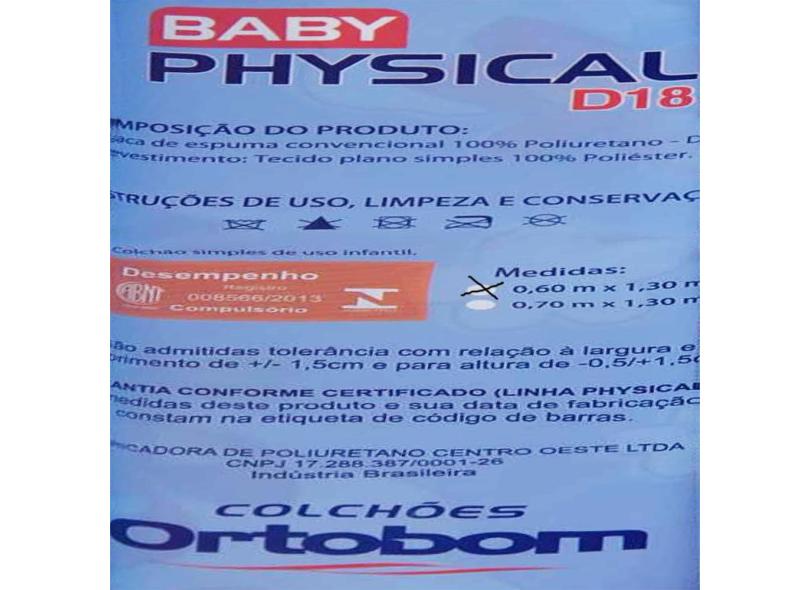 BABY
PHYSICAL
D18
MPOSIÇÃO DO PRODUTO:
aca de espuma convencional 100% Poliuretano - D
evestimento: Tecido plano simples 100% Poliéster.
TRUÇÕES DE USO, LIMPEZA E CONSERVAÇ
Colchão simples de uso infantil.
Desempenho
Registro
008566/2013
Compulsório
ABNT
Medidas:
0,60 m x 1,30 m
0,70 m x 1,30 m
ão admitidas tolerância com relação à largura e
primento de +/- 1,5cm e para altura de -0,5/+1,5c
ANTIA CONFORME CERTIFICADO (LINHA PHYSICAL
medidas deste produto e sua data de fabricação
constam na etiqueta de código de barras.
ICADORA DE POLIURETANO CENTRO OESTE LTDA
CNPJ 17.288.387/0001-26
Indústria Brasileira
COLCHÕES
Ortobom